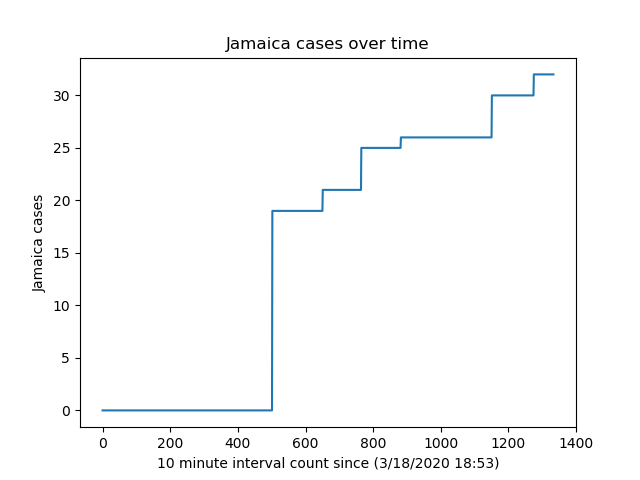 Jamaica cases over time
30
25
20
15
10
5
0
Jamaica cases
0 200 400 600 800 1000 1200 1400
10 minute interval count since (3/18/2020 18:53)